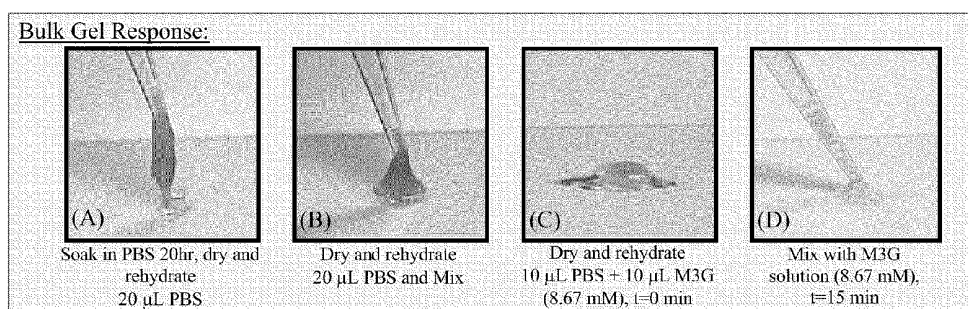 Bulk Gel Response:
(A)
(B)
(C)
(D)
Soak in PBS 20hr, dry and
rehydrate
20 μL PBS
Dry and rehydrate
20 μL PBS and Mix
Dry and rehydrate
10 μL PBS + 10 μL M3G
(8.67 mM), t=0 min
Mix with M3G
solution (8.67 mM),
t=15 min